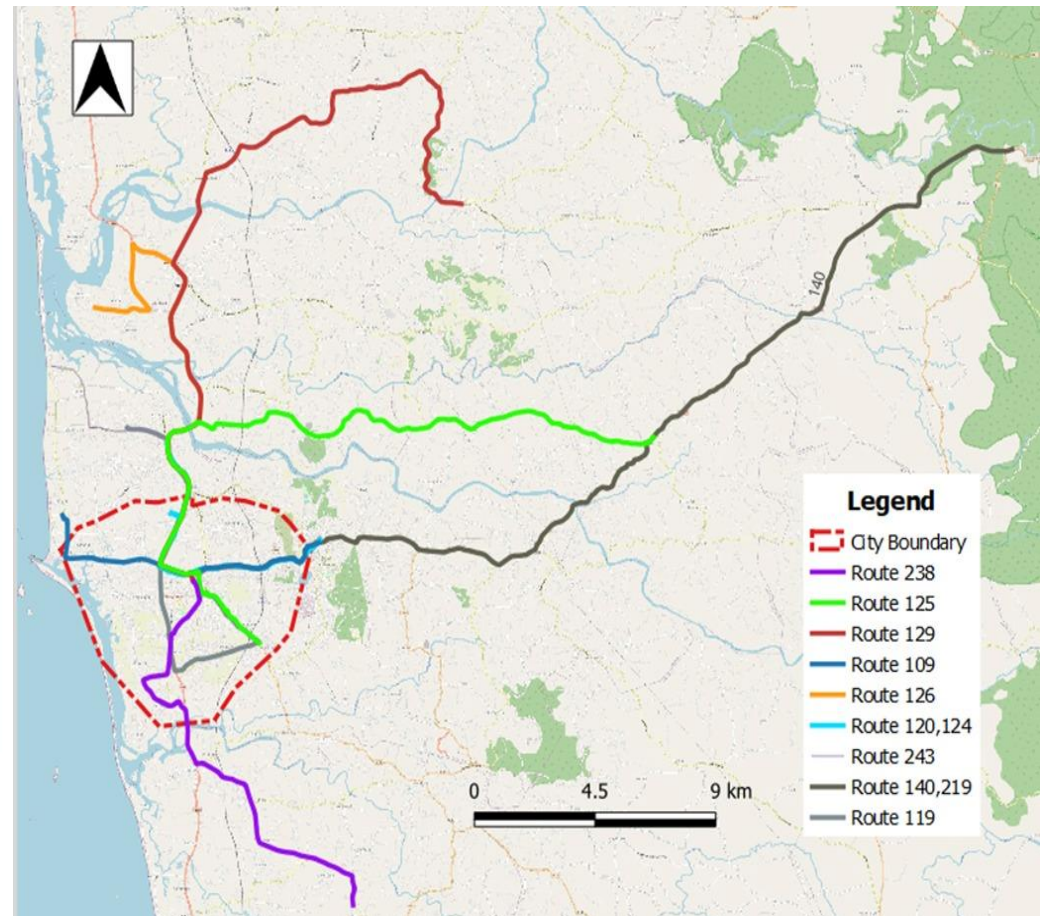 140
Legend
City Boundary
Route 238
Route 125
Route 129
Route 109
Route 126
Route 120,124
Route 243
Route 140,219
Route 119
0 4.5 9 km